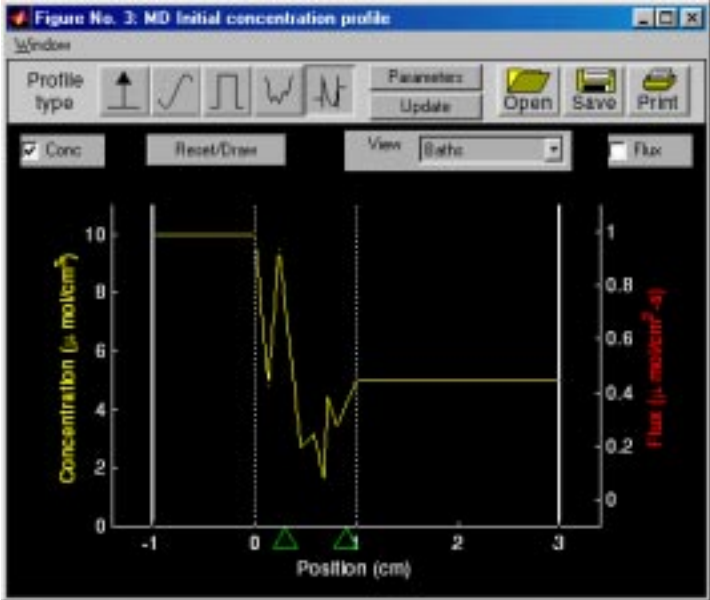 Figure No. 3: MD Initial concentration profile
Window
Profile type
Parameters
Update
Open
Save
Print
Conc
Reset/Draw
View
Baths
Flux
10
8
6
4
2
0
Concentration (μ mol/cm³)
1
0.8
0.6
0.4
0.2
0
Flux (μ mol/cm²-s)
-1
0
1
2
3
Position (cm)